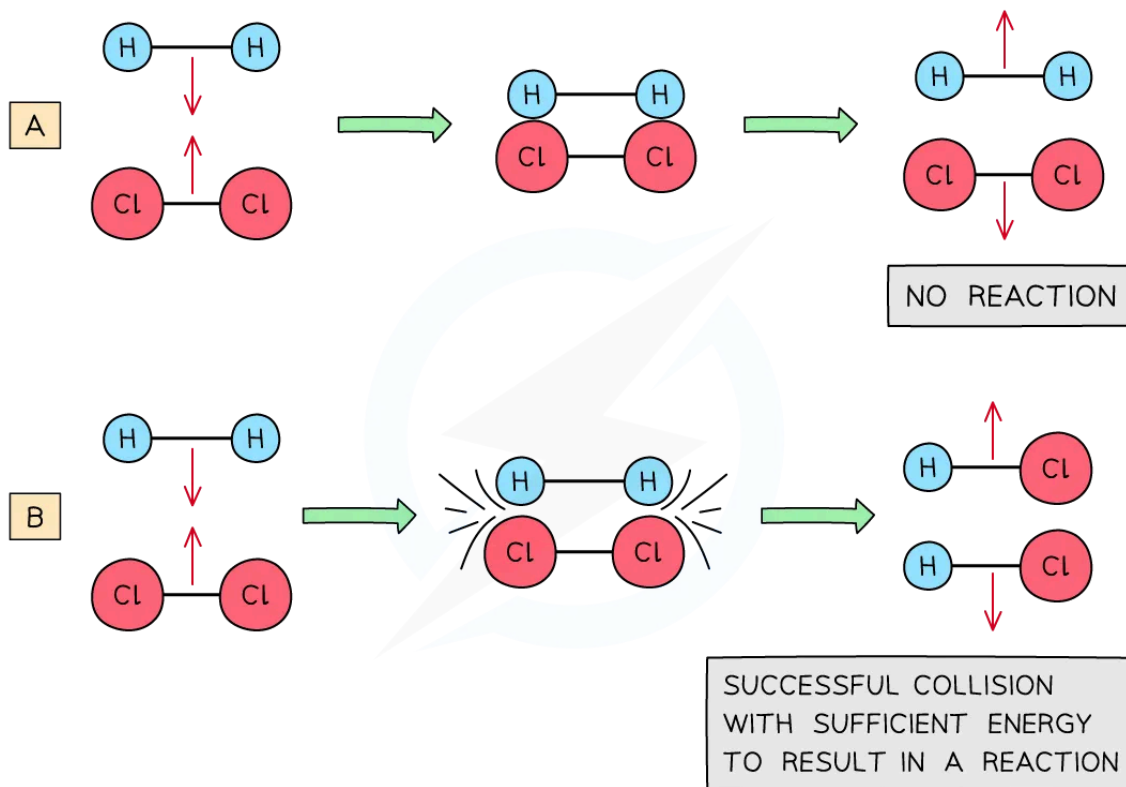 H H
A
H H
Cl Cl
H H
Cl Cl
Cl Cl
NO REACTION
H H
B
H H
H Cl
Cl Cl
H Cl
Cl Cl
SUCCESSFUL COLLISION
WITH SUFFICIENT ENERGY
TO RESULT IN A REACTION